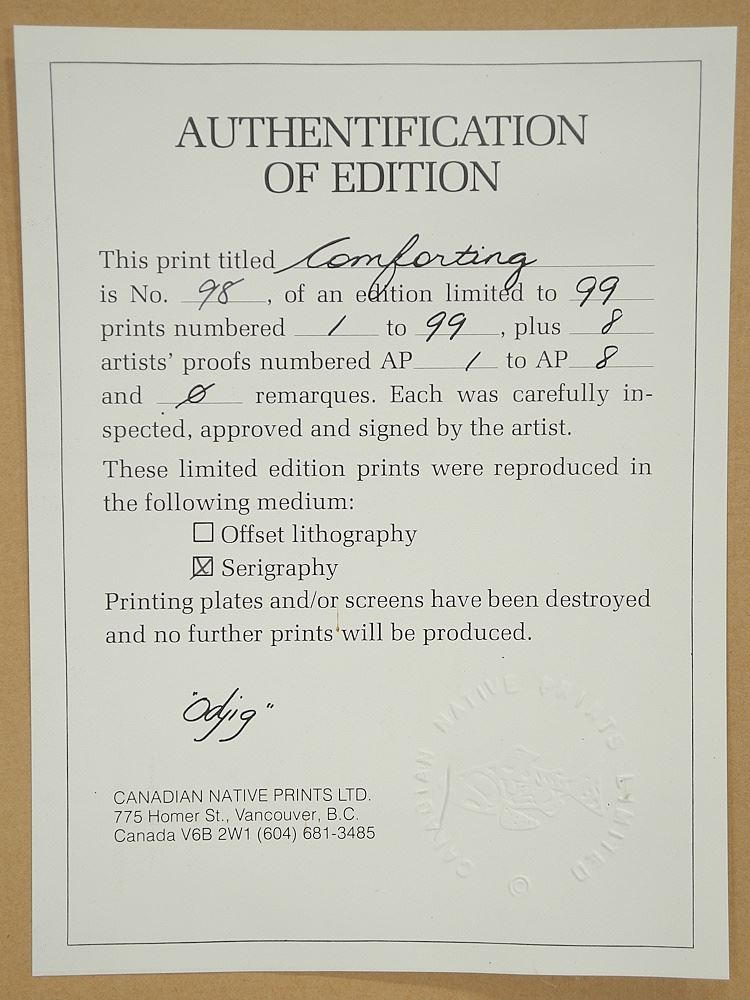 AUTHENTIFICATION
OF EDITION
This print titled Comforting
is No. 98, of an edition limited to 99
prints numbered 1 to 99, plus 8
artists' proofs numbered AP 1 to AP 8
and 0 remarques. Each was carefully in-
spected, approved and signed by the artist.
These limited edition prints were reproduced in
the following medium:
☐ Offset lithography
☒ Serigraphy
Printing plates and/or screens have been destroyed
and no further prints will be produced.
"Odjig"
CANADIAN NATIVE PRINTS LTD.
775 Homer St., Vancouver, B.C.
Canada V6B 2W1 (604) 681-3485
CANADIAN NATIVE PRINTS LIMITED ©